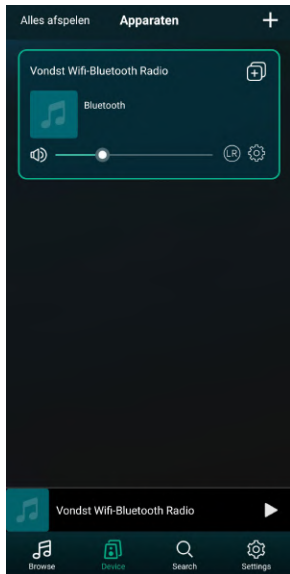 Alles afspelen Apparaten
Vondst Wifi-Bluetooth Radio
Bluetooth
LR
Vondst Wifi-Bluetooth Radio
Browse Device Search Settings